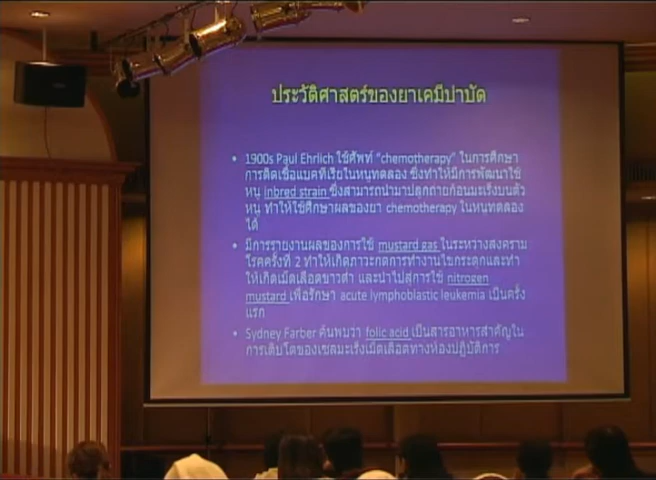 ประวัติศาสตร์ของยาเคมีบำบัด
• 1900s Paul Ehrlich ใช้ศัพท์ "chemotherapy" ในการศึกษา
การติดเชื้อแบคทีเรียในหนูทดลอง ซึ่งทำให้มีการพัฒนาใช้
หนู inbred strain ซึ่งสามารถนำมาปลูกถ่ายก้อนมะเร็งบนตัว
หนู ทำให้ใช้ศึกษาผลของยา chemotherapy ในหนูทดลอง
ได้
• มีการรายงานผลของการใช้ mustard gas ในระหว่างสงคราม
โรคครั้งที่ 2 ทำให้เกิดภาวะกดการทำงานไขกระดูกและทำ
ให้เกิดเม็ดเลือดขาวต่ำ และนำไปสู่การใช้ nitrogen
mustard เพื่อรักษา acute lymphoblastic leukemia เป็นครั้ง
แรก
• Sydney Farber ค้นพบว่า folic acid เป็นสารอาหารสำคัญใน
การเติบโตของเซลมะเร็งเม็ดเลือดทางห้องปฏิบัติการ